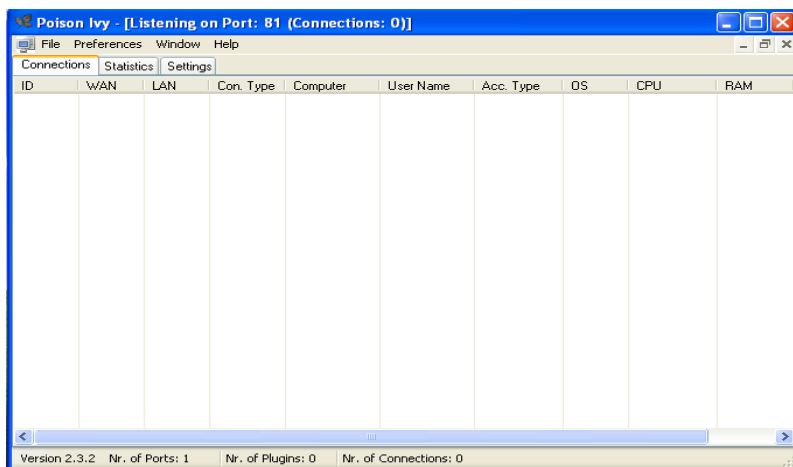 Poison Ivy - [Listening on Port: 81 (Connections: 0)]
File Preferences Window Help
Connections Statistics Settings
ID WAN LAN Con. Type Computer User Name Acc. Type OS CPU RAM
Version 2.3.2 Nr. of Ports: 1 Nr. of Plugins: 0 Nr. of Connections: 0